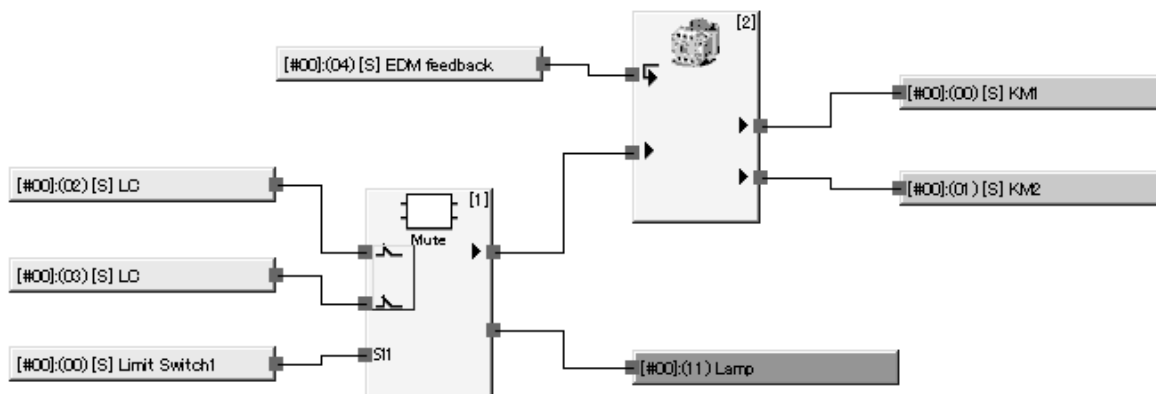 [2]
[#00]:(04) [S] EDM feedback
[#00]:(00) [S] KM1
[#00]:(02) [S] LC
[#00]:(01) [S] KM2
[1]
Mute
[#00]:(03) [S] LC
[#00]:(00) [S] Limit Switch1
S11
[#00]:(11) Lamp